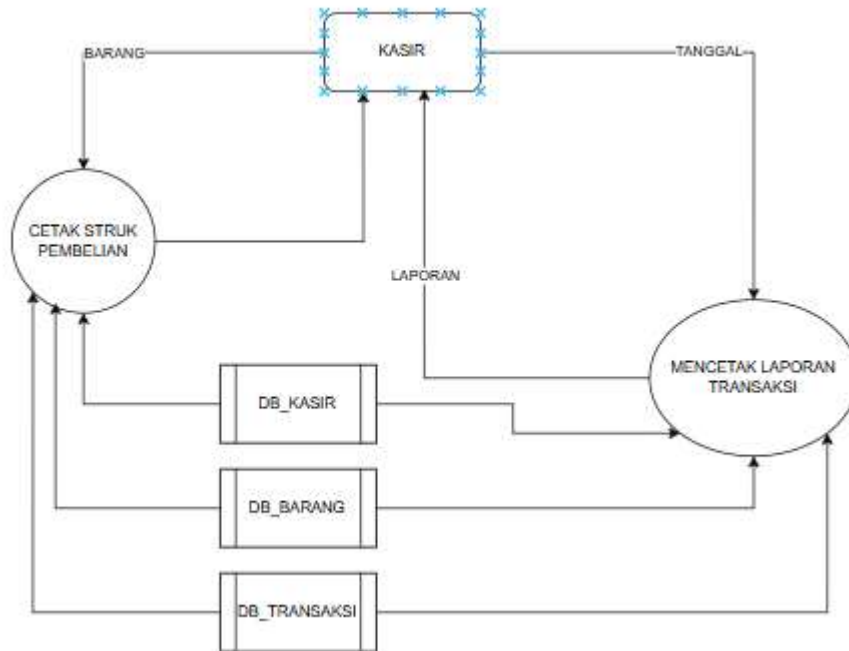 KASIR
BARANG
TANGGAL
CETAK STRUK
PEMBELIAN
LAPORAN
MENCETAK LAPORAN
TRANSAKSI
DB_KASIR
DB_BARANG
DB_TRANSAKSI